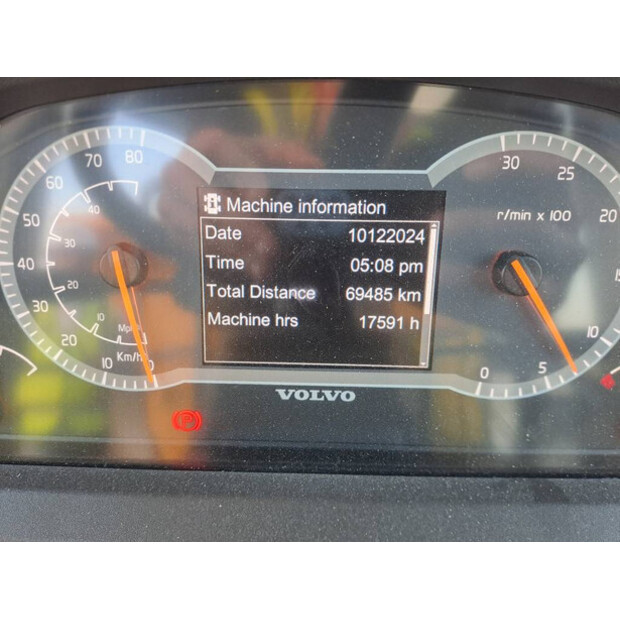 Machine information
Date 10122024
Time 05:08 pm
Total Distance 69485 km
Machine hrs 17591 h
VOLVO
80
70
60
50
40
30
20
10
0
Km/h
40
30
20
10
30
25
20
10
5
0
r/min x 100
P